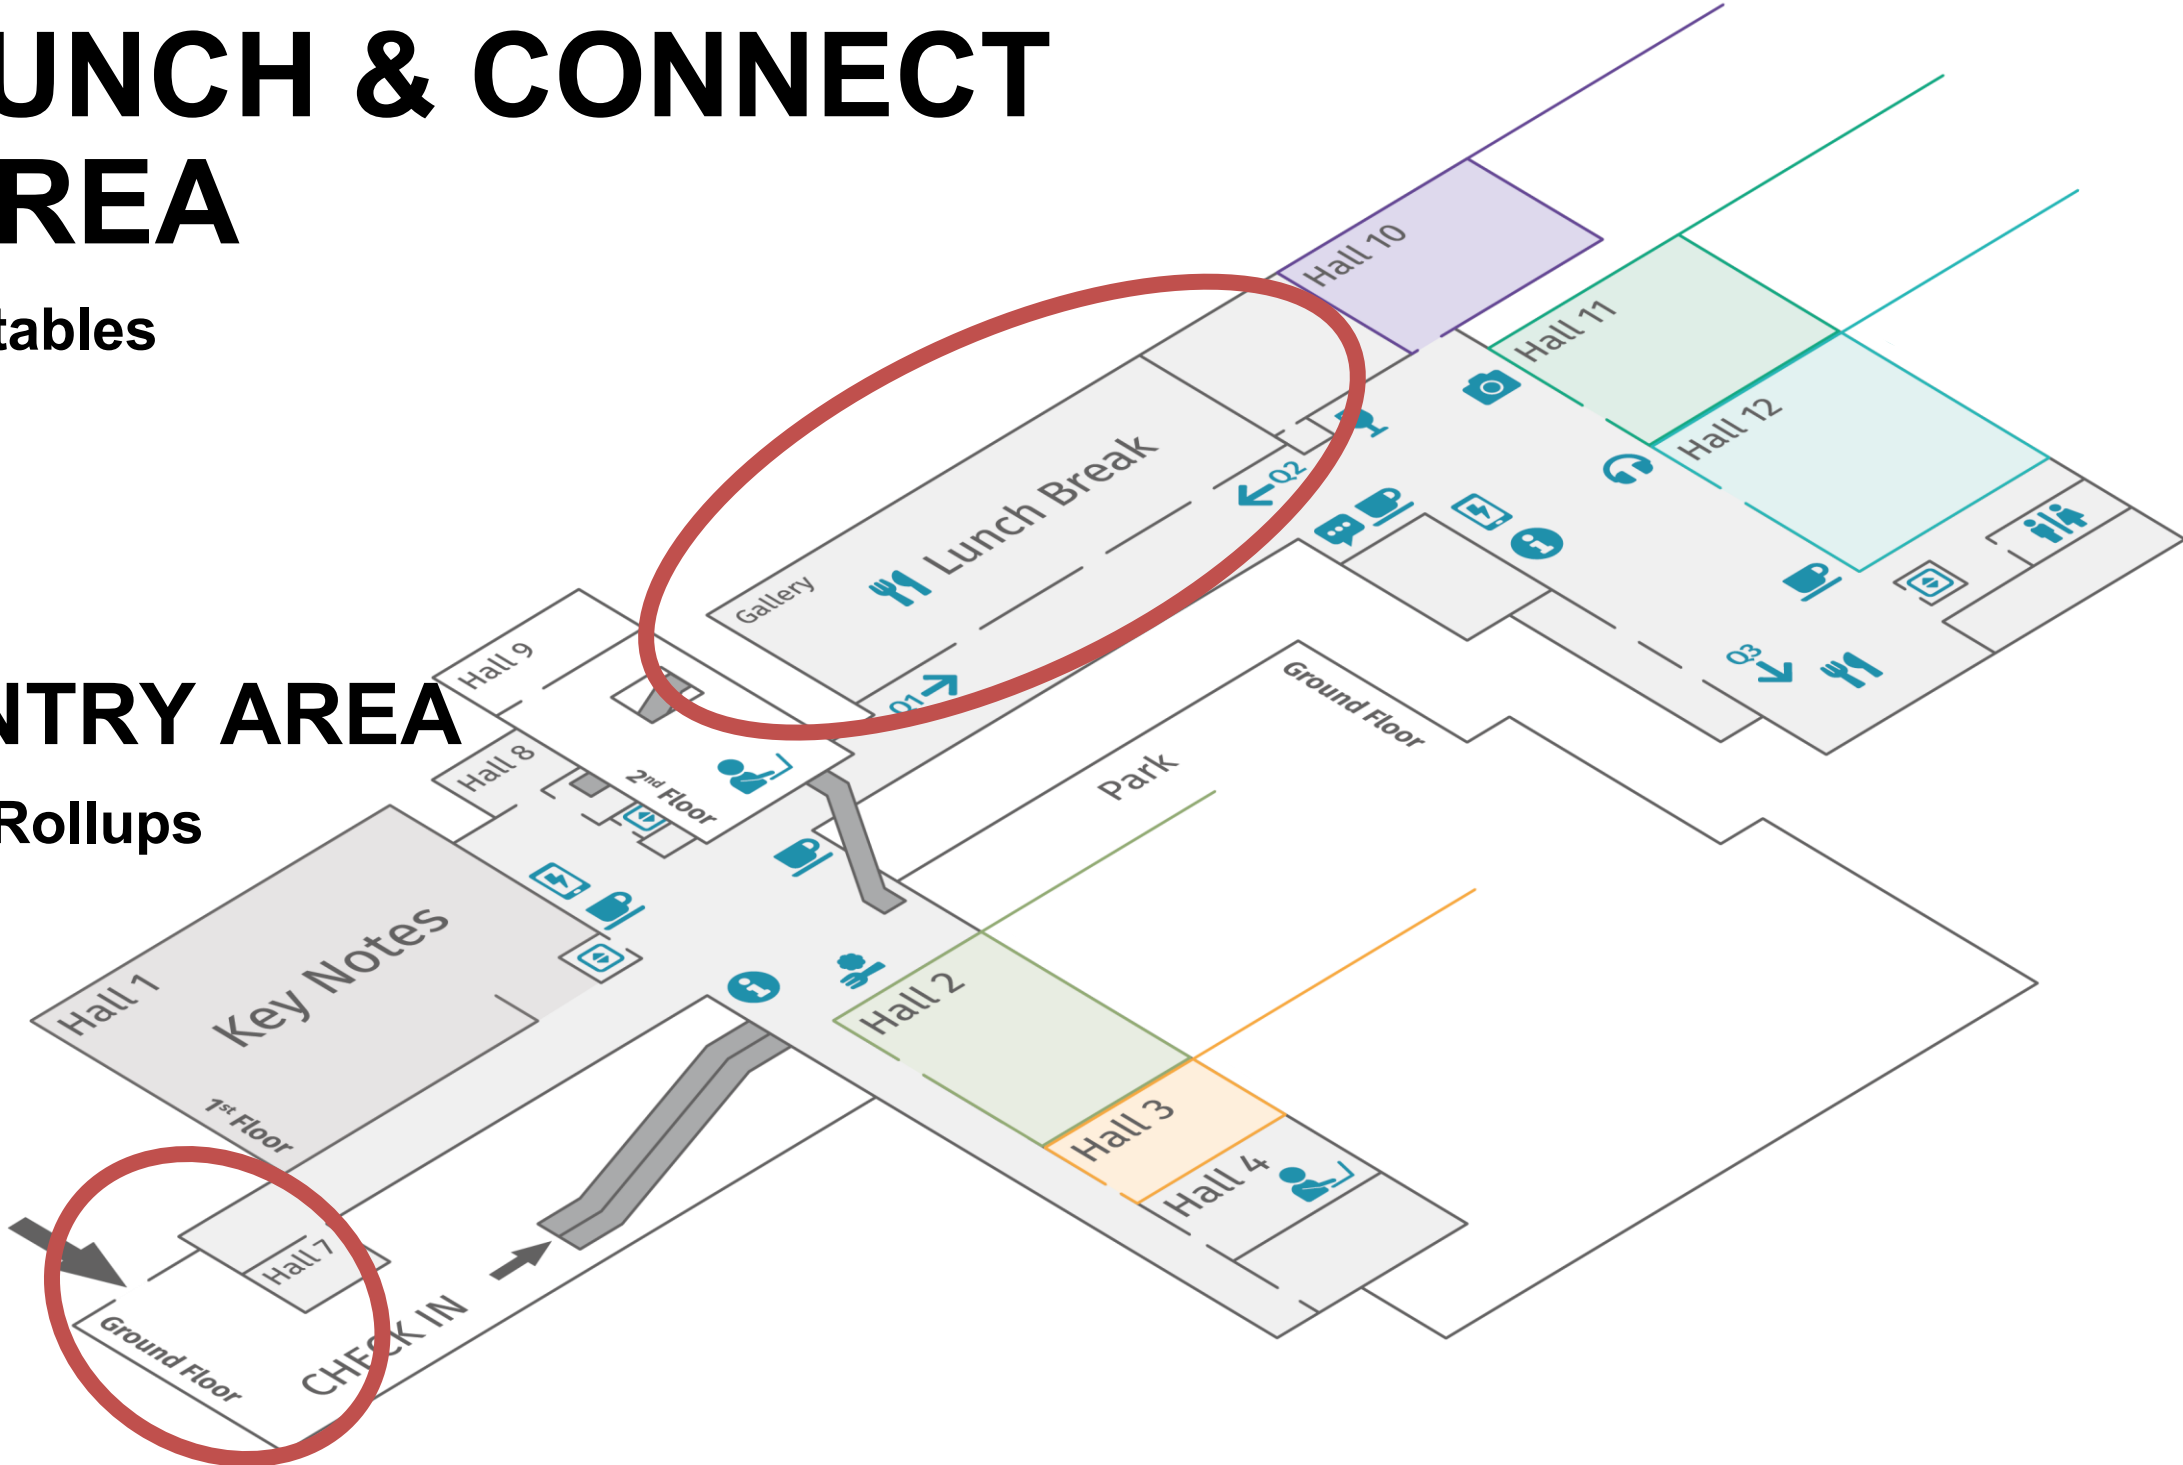 UNCH & CONNECT
REA
tables
NTRY AREA
Rollups
Hall 10
Hall 11
Hall 12
Lunch Break
Gallery
Q2
Q1
Q3
Hall 9
Hall 8
2nd Floor
Ground Floor
Park
Key Notes
Hall 1
1st Floor
Hall 2
Hall 3
Hall 4
Hall 7
CHECK IN
Ground Floor